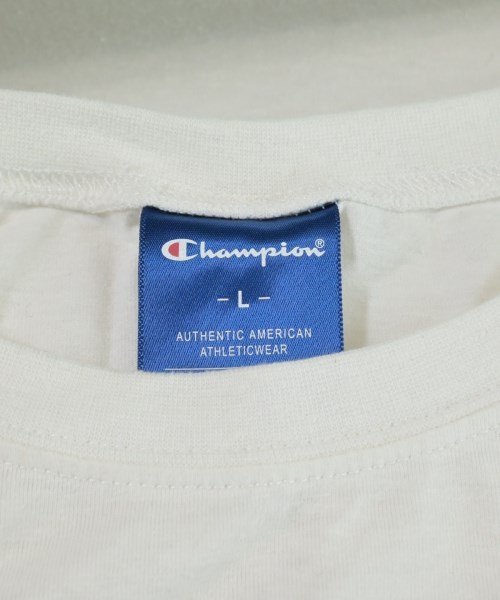 Champion®
- L -
AUTHENTIC AMERICAN
ATHLETICWEAR